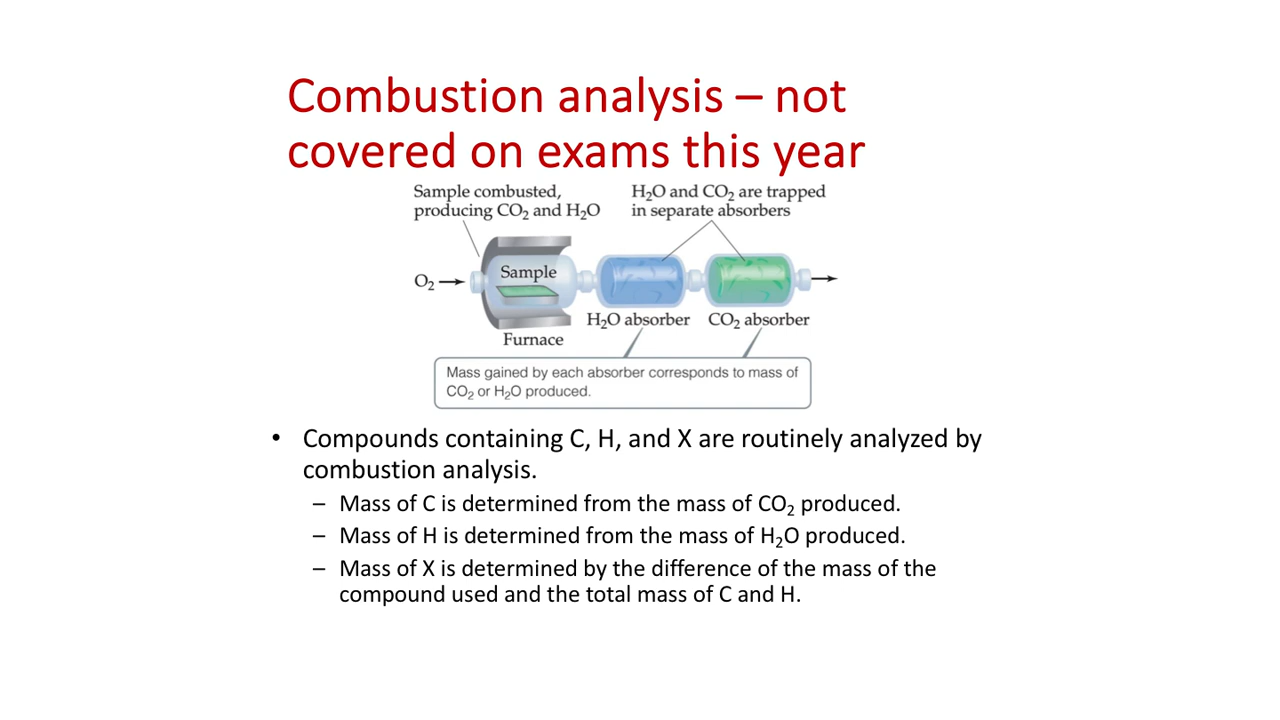 Combustion analysis – not
covered on exams this year
Sample combusted,
producing CO₂ and H₂O
H₂O and CO₂ are trapped
in separate absorbers
O₂
Sample
H₂O absorber
CO₂ absorber
Furnace
Mass gained by each absorber corresponds to mass of
CO₂ or H₂O produced.
• Compounds containing C, H, and X are routinely analyzed by
combustion analysis.
– Mass of C is determined from the mass of CO₂ produced.
– Mass of H is determined from the mass of H₂O produced.
– Mass of X is determined by the difference of the mass of the
compound used and the total mass of C and H.